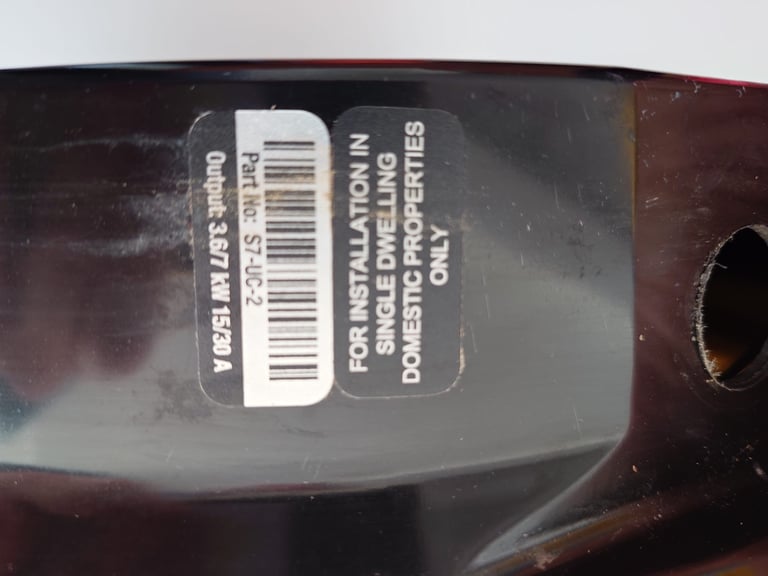 Part No: S7-UC-2
Output: 3.6/7 kW 15/30 A
FOR INSTALLATION IN
SINGLE DWELLING
DOMESTIC PROPERTIES
ONLY